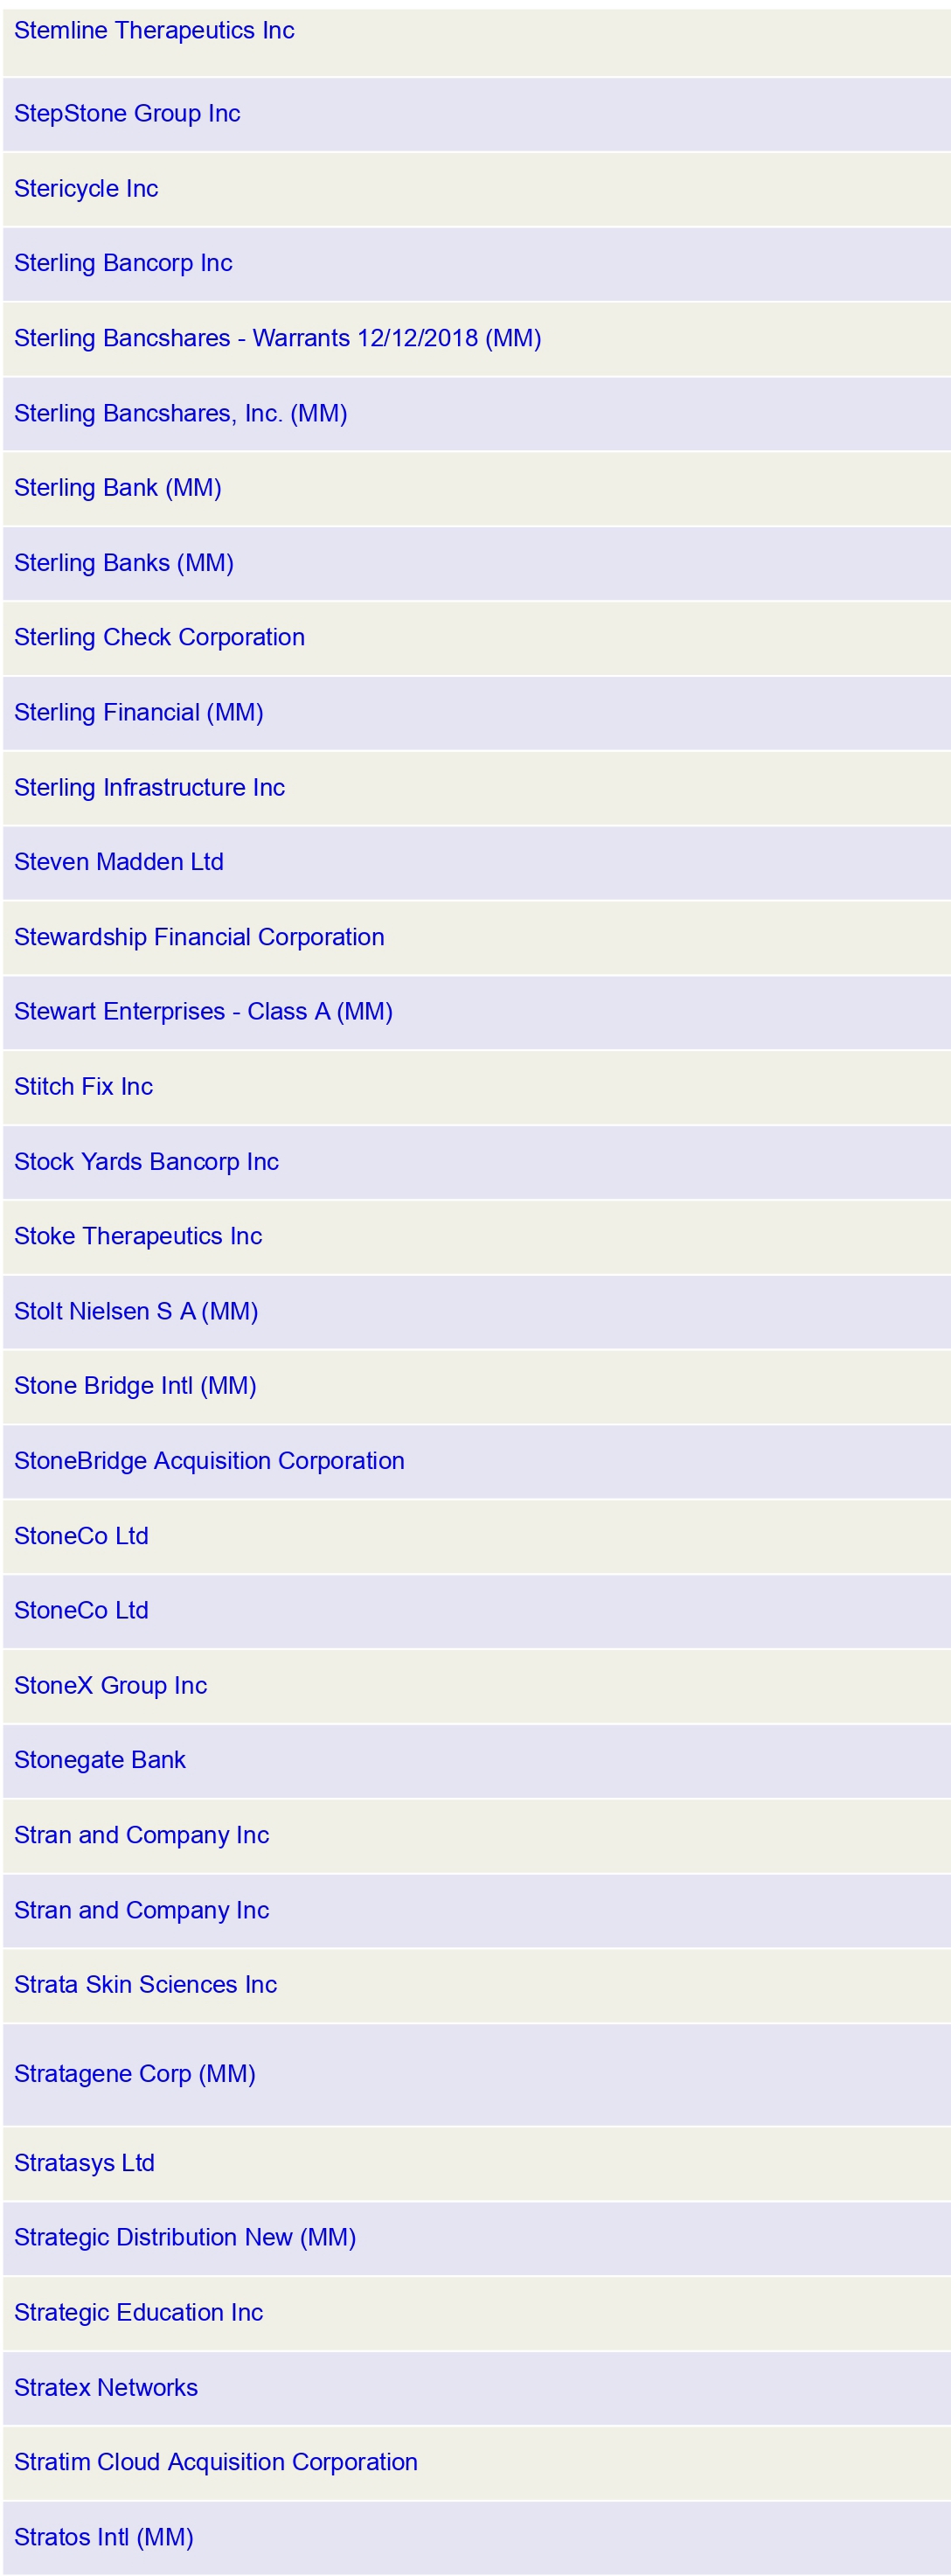 Stemline Therapeutics Inc
StepStone Group Inc
Stericycle Inc
Sterling Bancorp Inc
Sterling Bancshares - Warrants 12/12/2018 (MM)
Sterling Bancshares, Inc. (MM)
Sterling Bank (MM)
Sterling Banks (MM)
Sterling Check Corporation
Sterling Financial (MM)
Sterling Infrastructure Inc
Steven Madden Ltd
Stewardship Financial Corporation
Stewart Enterprises - Class A (MM)
Stitch Fix Inc
Stock Yards Bancorp Inc
Stoke Therapeutics Inc
Stolt Nielsen S A (MM)
Stone Bridge Intl (MM)
StoneBridge Acquisition Corporation
StoneCo Ltd
StoneCo Ltd
StoneX Group Inc
Stonegate Bank
Stran and Company Inc
Stran and Company Inc
Strata Skin Sciences Inc
Stratagene Corp (MM)
Stratasys Ltd
Strategic Distribution New (MM)
Strategic Education Inc
Stratex Networks
Stratim Cloud Acquisition Corporation
Stratos Intl (MM)